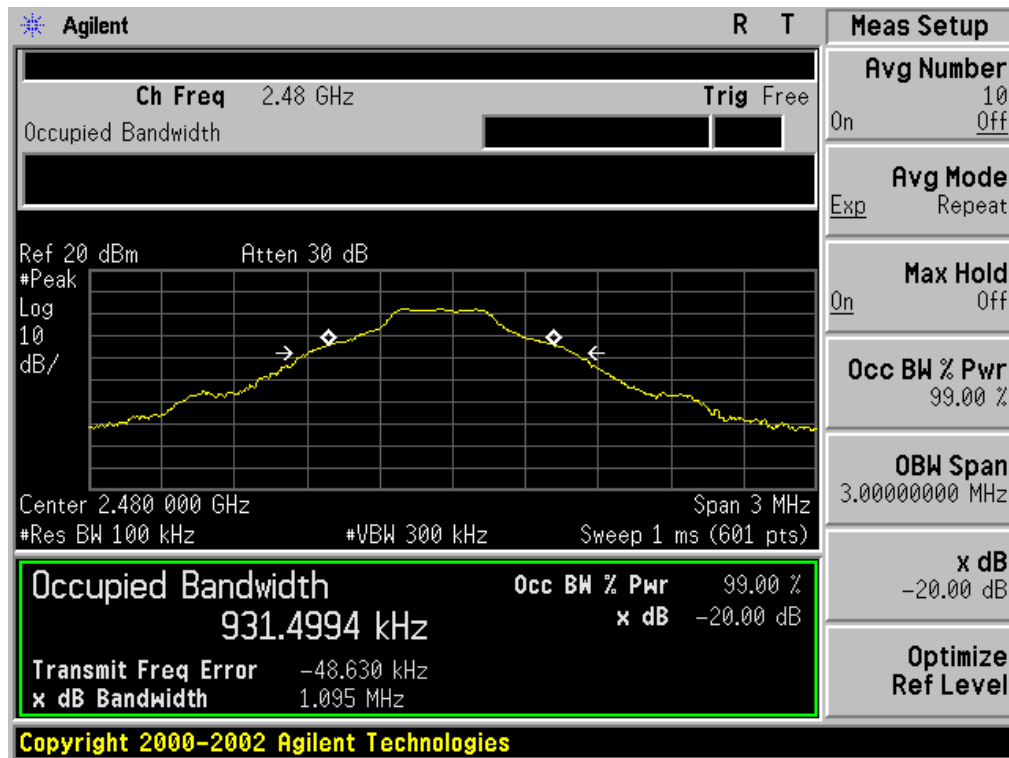 Agilent R T
Ch Freq 2.48 GHz Trig Free
Occupied Bandwidth
Ref 20 dBm Atten 30 dB
#Peak
Log
10
dB/
Center 2.480 000 GHz Span 3 MHz
#Res BW 100 kHz #VBW 300 kHz Sweep 1 ms (601 pts)
Occupied Bandwidth Occ BW % Pwr 99.00 %
931.4994 kHz x dB -20.00 dB
Transmit Freq Error -48.630 kHz
x dB Bandwidth 1.095 MHz
Copyright 2000-2002 Agilent Technologies
Meas Setup
Avg Number
10
On Off
Avg Mode
Exp Repeat
Max Hold
On Off
Occ BW % Pwr
99.00 %
OBW Span
3.00000000 MHz
x dB
-20.00 dB
Optimize
Ref Level